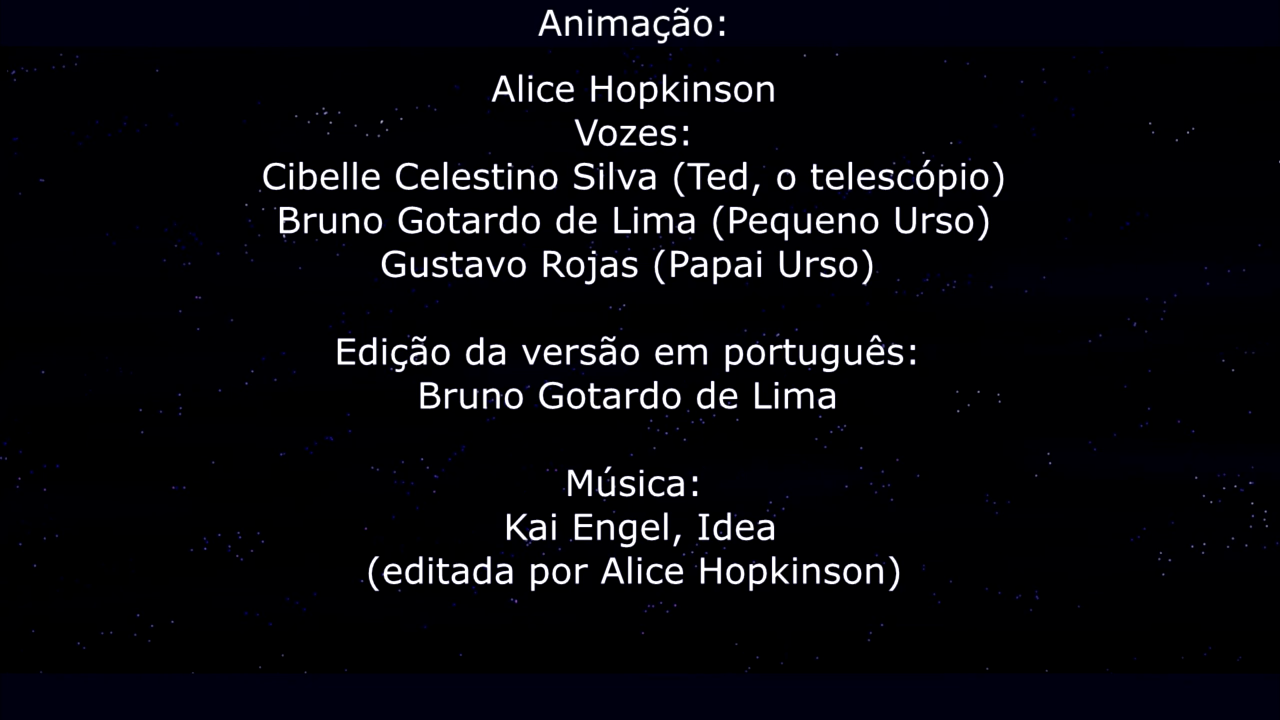 Animação:
Alice Hopkinson
Vozes:
Cibelle Celestino Silva (Ted, o telescópio)
Bruno Gotardo de Lima (Pequeno Urso)
Gustavo Rojas (Papai Urso)
Edição da versão em português:
Bruno Gotardo de Lima
Música:
Kai Engel, Idea
(editada por Alice Hopkinson)